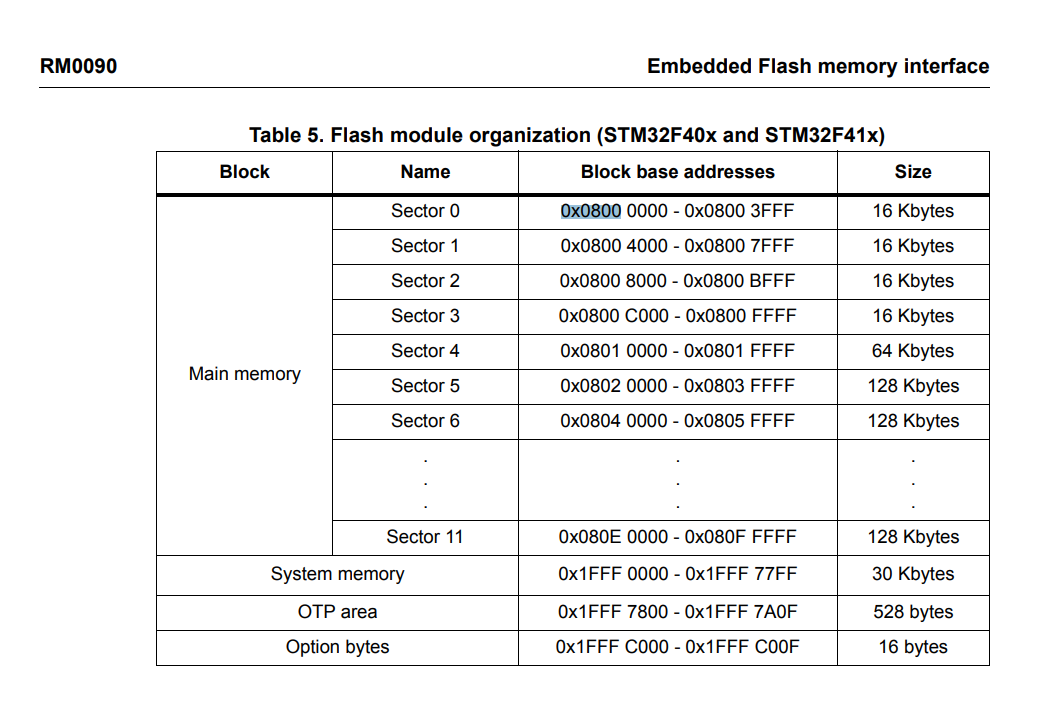 RM0090 Embedded Flash memory interface
Table 5. Flash module organization (STM32F40x and STM32F41x)
Block Name Block base addresses Size
Main memory
Sector 0 0x0800 0000 - 0x0800 3FFF 16 Kbytes
Sector 1 0x0800 4000 - 0x0800 7FFF 16 Kbytes
Sector 2 0x0800 8000 - 0x0800 BFFF 16 Kbytes
Sector 3 0x0800 C000 - 0x0800 FFFF 16 Kbytes
Sector 4 0x0801 0000 - 0x0801 FFFF 64 Kbytes
Sector 5 0x0802 0000 - 0x0803 FFFF 128 Kbytes
Sector 6 0x0804 0000 - 0x0805 FFFF 128 Kbytes
. . .
. . .
. . .
Sector 11 0x080E 0000 - 0x080F FFFF 128 Kbytes
System memory 0x1FFF 0000 - 0x1FFF 77FF 30 Kbytes
OTP area 0x1FFF 7800 - 0x1FFF 7A0F 528 bytes
Option bytes 0x1FFF C000 - 0x1FFF C00F 16 bytes